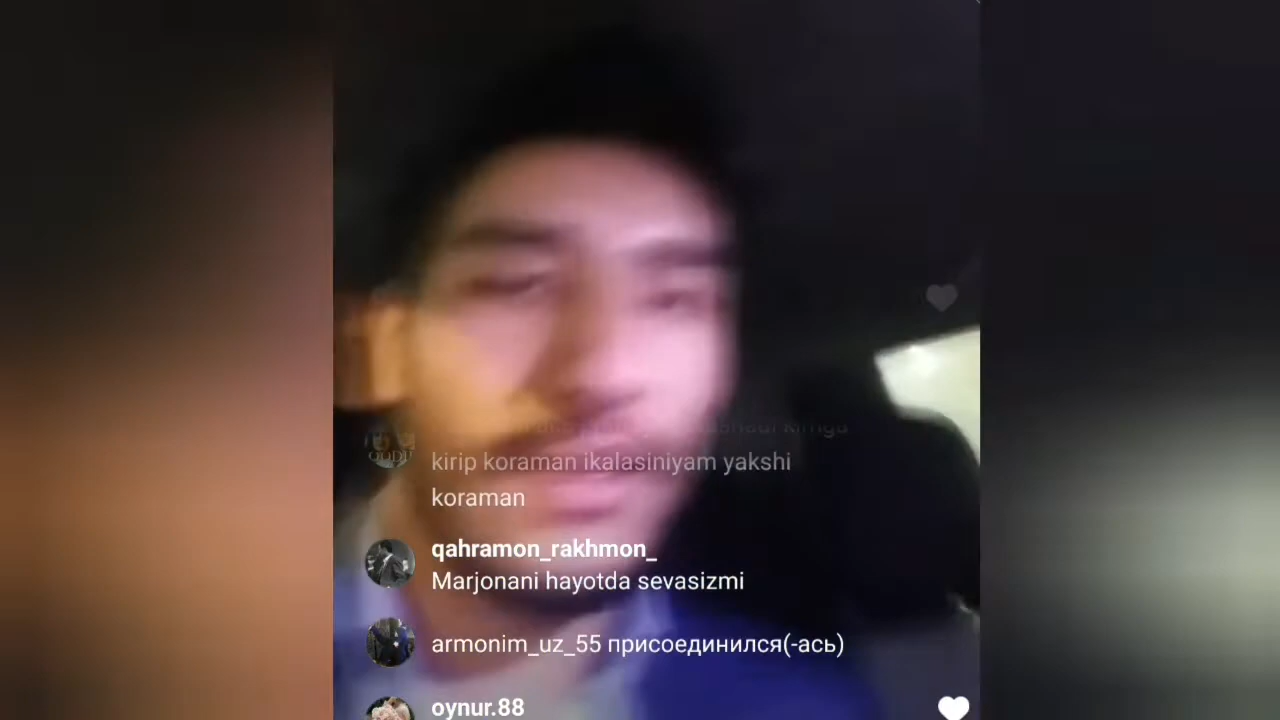 kirip koraman ikalasiniyam yakshi
koraman
qahramon_rakhmon_
Marjonani hayotda sevasizmi
armonim_uz_55 присоединился(-ась)
oynur.88